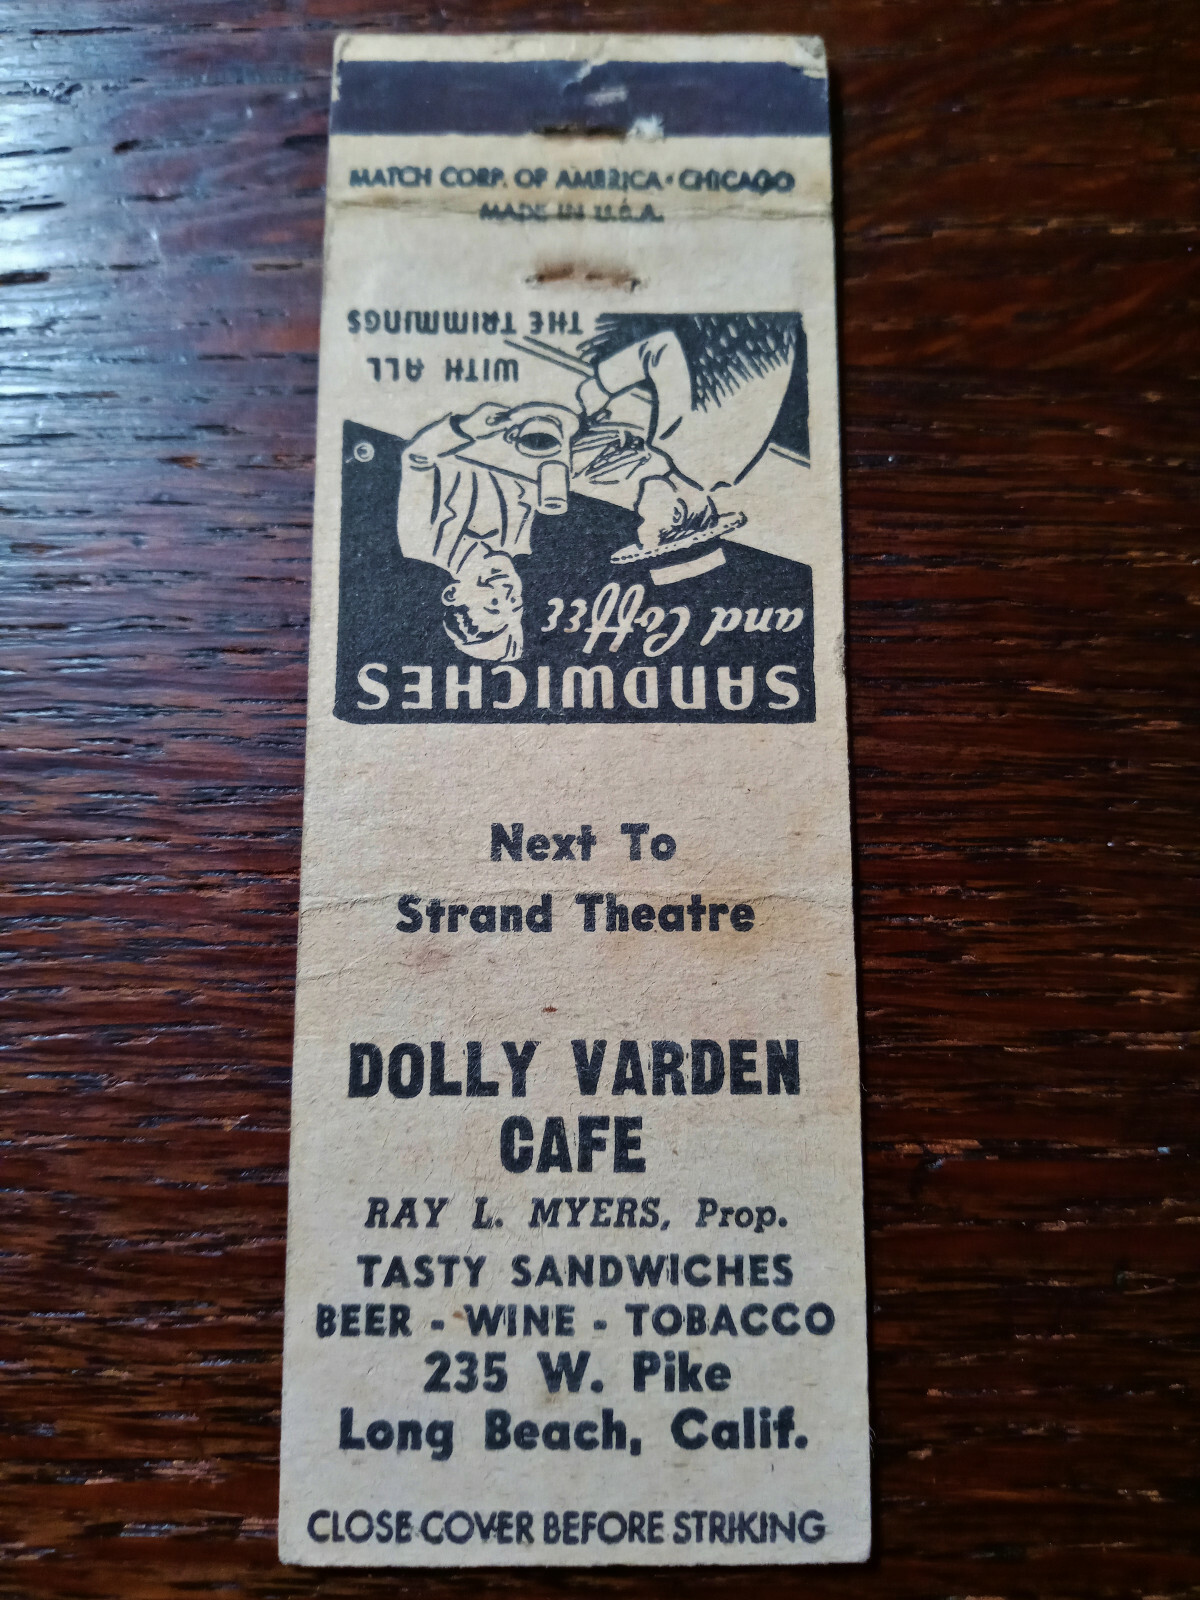 MATCH CORP. OF AMERICA · CHICAGO
MADE IN U.S.A.
SANDWICHES
and Coffee
WITH ALL
THE TRIMMINGS
Next To
Strand Theatre
DOLLY VARDEN
CAFE
RAY L. MYERS, Prop.
TASTY SANDWICHES
BEER - WINE - TOBACCO
235 W. Pike
Long Beach, Calif.
CLOSE COVER BEFORE STRIKING